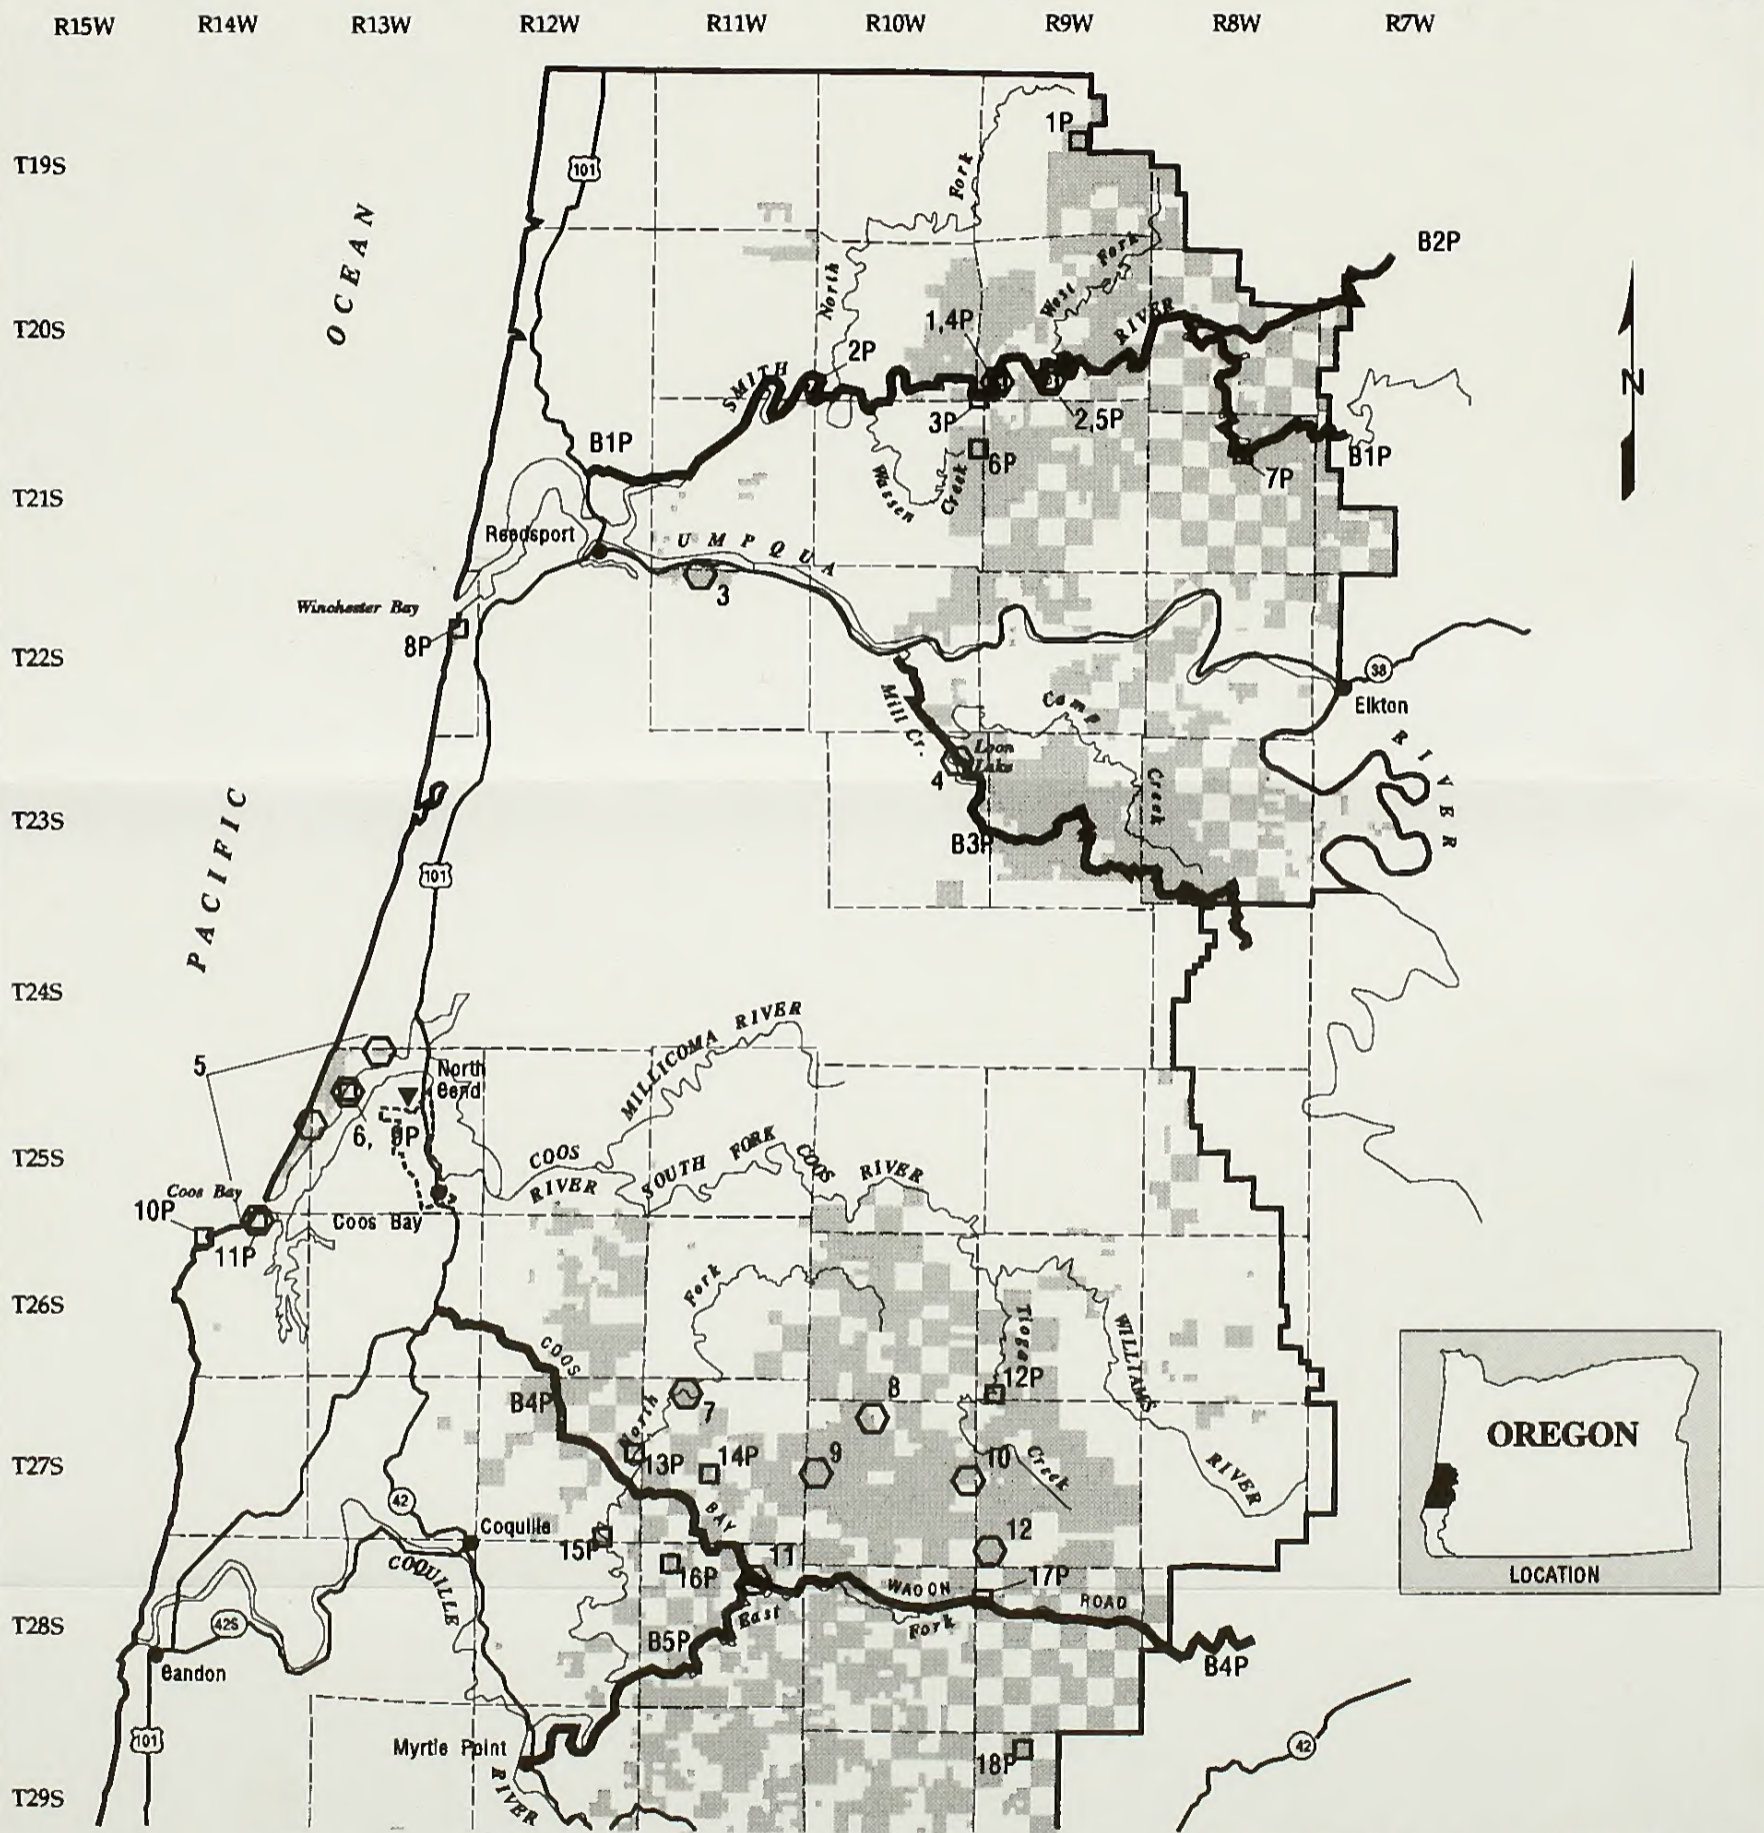 R15W R14W R13W R12W R11W R10W R9W R8W R7W
1P
T19S
101
Fork
B2P
OCEAN
North
West Fork
T20S
1,4P
RIVER
2P
SMITH
N
3P
2,5P
B1P
B1P
6P
7P
Wassen Creek
T21S
Reedsport
UMPQUA
3
Winchester Bay
8P
T22S
38
Elkton
Mill Cr.
Camp
Loon Lake
4
Creek
RIVER
T23S
B3P
101
PACIFIC
T24S
MILLICOMA RIVER
5
North Bend
6, 9P
T25S
COOS RIVER
SOUTH FORK COOS RIVER
Coos Bay
10P
Coos Bay
11P
Fork
T26S
Tioga
COOS
WILLIAMS
12P
B4P
8
7
North
OREGON
9
13P
14P
10
T27S
Creek
RIVER
42
BAY
Coquille
12
15P
11
COQUILLE
16P
17P
LOCATION
WAGON
ROAD
T28S
42S
East
Fork
B5P
Bandon
B4P
101
Myrtle Point
42
18P
RIVER
T29S